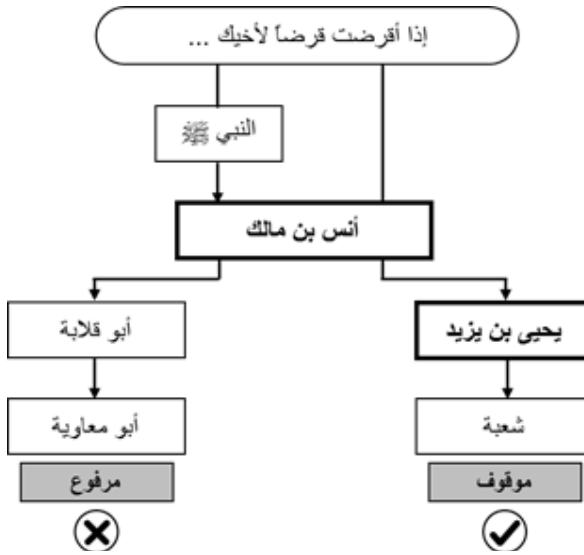 إذا أقرضت قرضاً لأخيك ...
النبي ﷺ
أنس بن مالك
يحيى بن يزيد
أبو قلابة
شعبة
أبو معاوية
موقوف
مرفوع